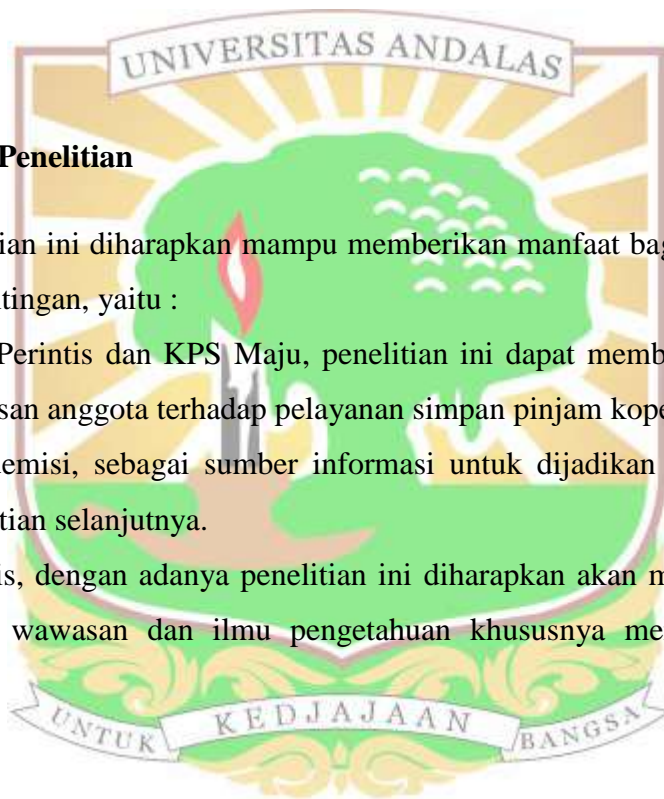 UNIVERSITAS ANDALAS
Penelitian
ian ini diharapkan mampu memberikan manfaat bag
tingan, yaitu :
Perintis dan KPS Maju, penelitian ini dapat memb
san anggota terhadap pelayanan simpan pinjam kope
demisi, sebagai sumber informasi untuk dijadikan
tian selanjutnya.
is, dengan adanya penelitian ini diharapkan akan m
wawasan dan ilmu pengetahuan khususnya me
UNTUK KEDJAJAAN BANGSA